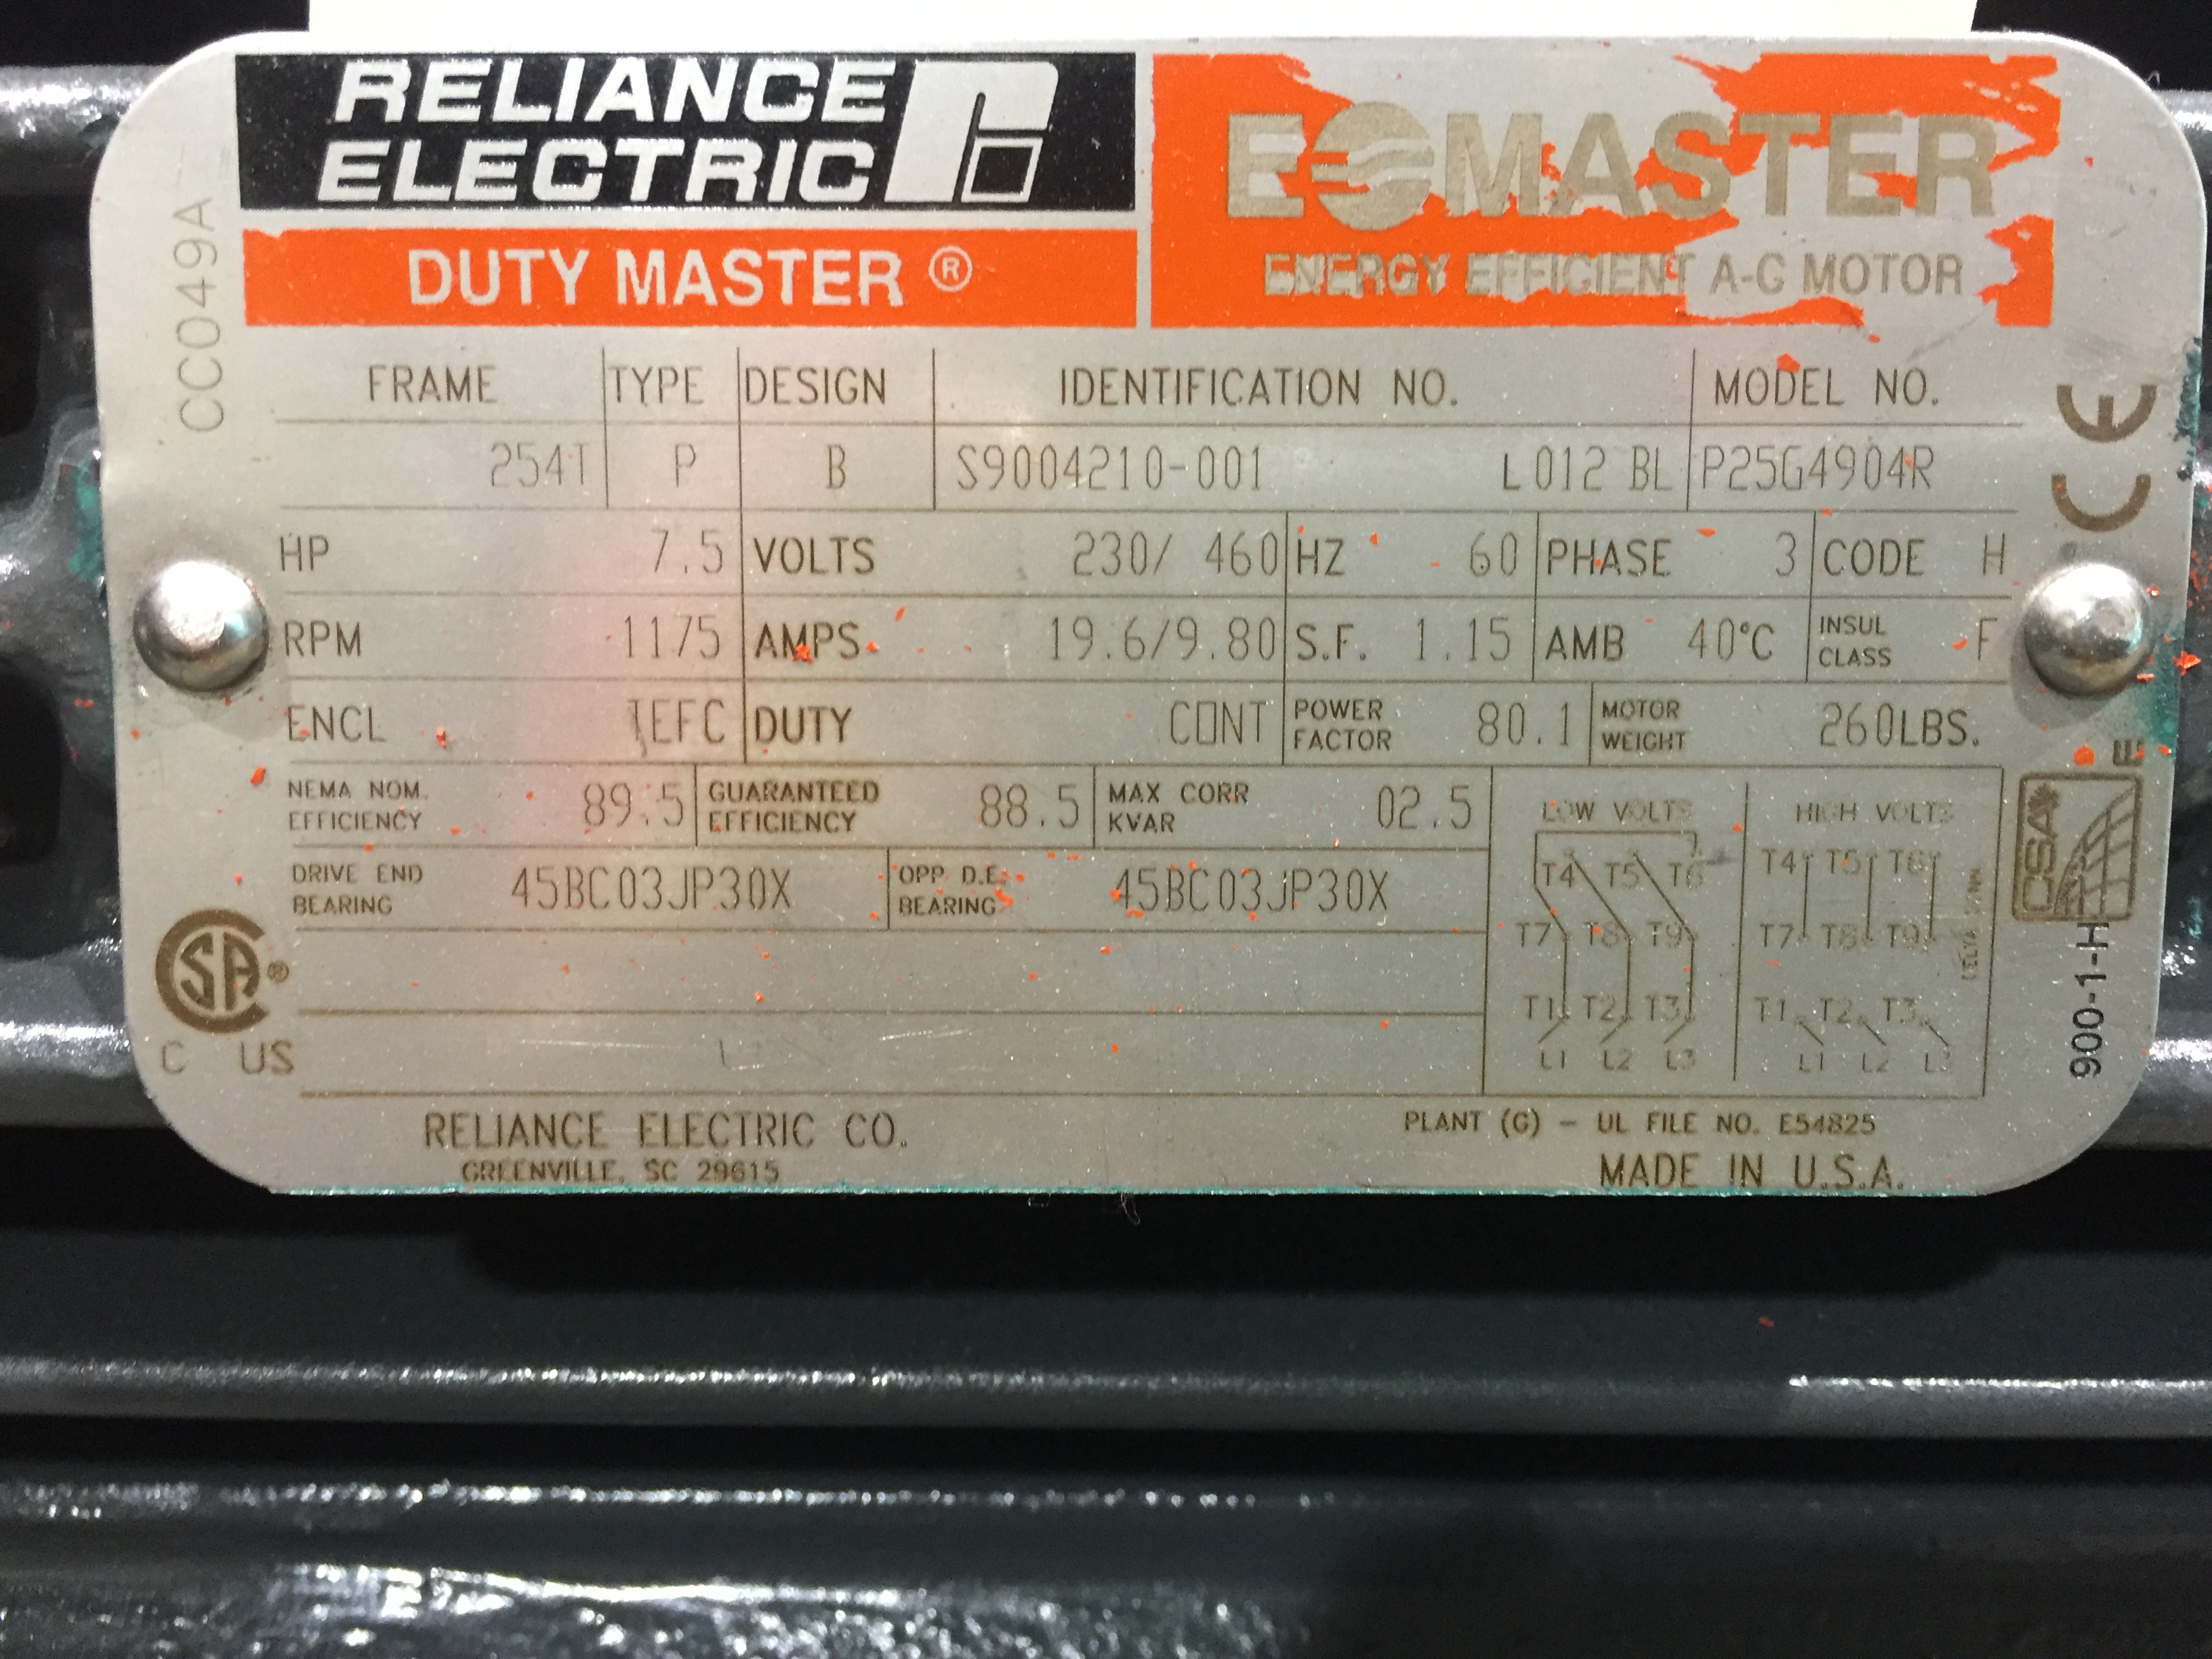 RELIANCE
ELECTRIC
DUTY MASTER ®
E MASTER
ENERGY EFFICIENT A-C MOTOR
CC049A
FRAME TYPE DESIGN IDENTIFICATION NO. MODEL NO.
254T P B S9004210-001 L012 BL P25G4904R
HP 7.5 VOLTS 230/ 460 HZ 60 PHASE 3 CODE H
RPM 1175 AMPS 19.6/9.80 S.F. 1.15 AMB 40°C INSUL CLASS F
ENCL TEFC DUTY CONT POWER FACTOR 80.1 MOTOR WEIGHT 260LBS.
NEMA NOM. EFFICIENCY 89.5 GUARANTEED EFFICIENCY 88.5 MAX CORR KVAR 02.5
DRIVE END BEARING 45BC03JP30X OPP. D.E. BEARING 45BC03JP30X
LOW VOLTS HIGH VOLTS
T4 T5 T6 T4 T5 T6
T7 T8 T9 T7 T8 T9
T1 T2 T3 T1 T2 T3
L1 L2 L3 L1 L2 L3
CE
CSA
E
900-1-H
SA ®
C US
RELIANCE ELECTRIC CO.
GREENVILLE, SC 29615
PLANT (G) - UL FILE NO. E54825
MADE IN U.S.A.